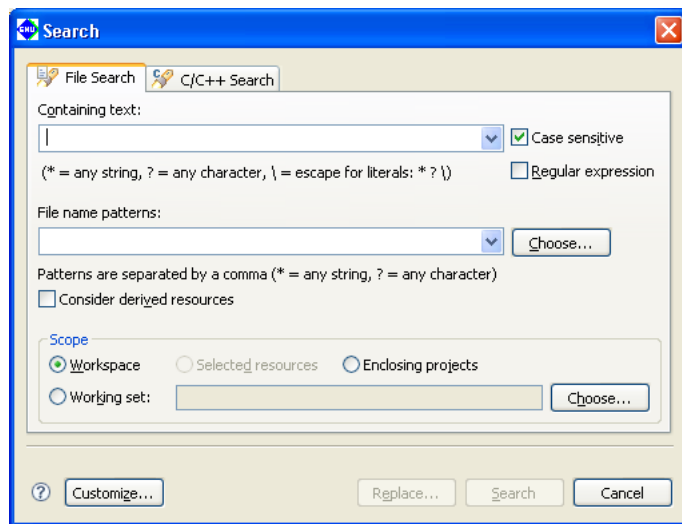 GNU Search
File Search C/C++ Search
Containing text:
Case sensitive
(* = any string, ? = any character, \ = escape for literals: * ? \)
Regular expression
File name patterns:
Choose...
Patterns are separated by a comma (* = any string, ? = any character)
Consider derived resources
Scope
Workspace Selected resources Enclosing projects
Working set: Choose...
? Customize... Replace... Search Cancel